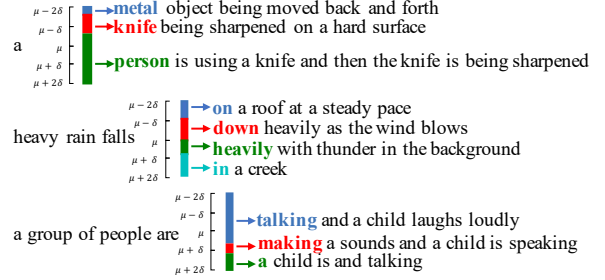 μ − 2δ metal object being moved back and forth
μ − δ knife being sharpened on a hard surface
a μ
μ + δ person is using a knife and then the knife is being sharpened
μ + 2δ
μ − 2δ on a roof at a steady pace
μ − δ down heavily as the wind blows
heavy rain falls μ heavily with thunder in the background
μ + δ in a creek
μ + 2δ
μ − 2δ
μ − δ talking and a child laughs loudly
a group of people are μ
μ + δ making a sounds and a child is speaking
μ + 2δ a child is and talking